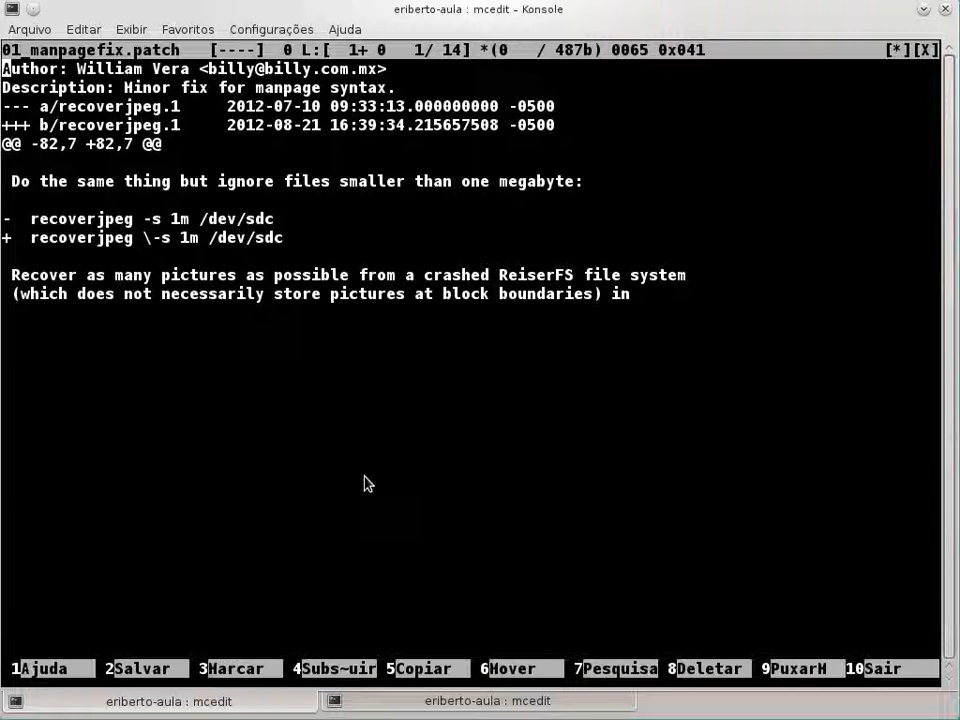 eriberto-aula : mcedit – Konsole
Arquivo Editar Exibir Favoritos Configurações Ajuda
01_manpagefix.patch [----] 0 L:[ 1+ 0 1/ 14] *(0 / 487b) 0065 0x041 [*][X]
Author: William Vera <billy@billy.com.mx>
Description: Minor fix for manpage syntax.
--- a/recoverjpeg.1 2012-07-10 09:33:13.000000000 -0500
+++ b/recoverjpeg.1 2012-08-21 16:39:34.215657508 -0500
@@ -82,7 +82,7 @@
Do the same thing but ignore files smaller than one megabyte:
- recoverjpeg -s 1m /dev/sdc
+ recoverjpeg \-s 1m /dev/sdc
Recover as many pictures as possible from a crashed ReiserFS file system
(which does not necessarily store pictures at block boundaries) in
1Ajuda 2Salvar 3Marcar 4Subs~uir 5Copiar 6Mover 7Pesquisa 8Deletar 9PuxarM 10Sair
eriberto-aula : mcedit eriberto-aula : mcedit